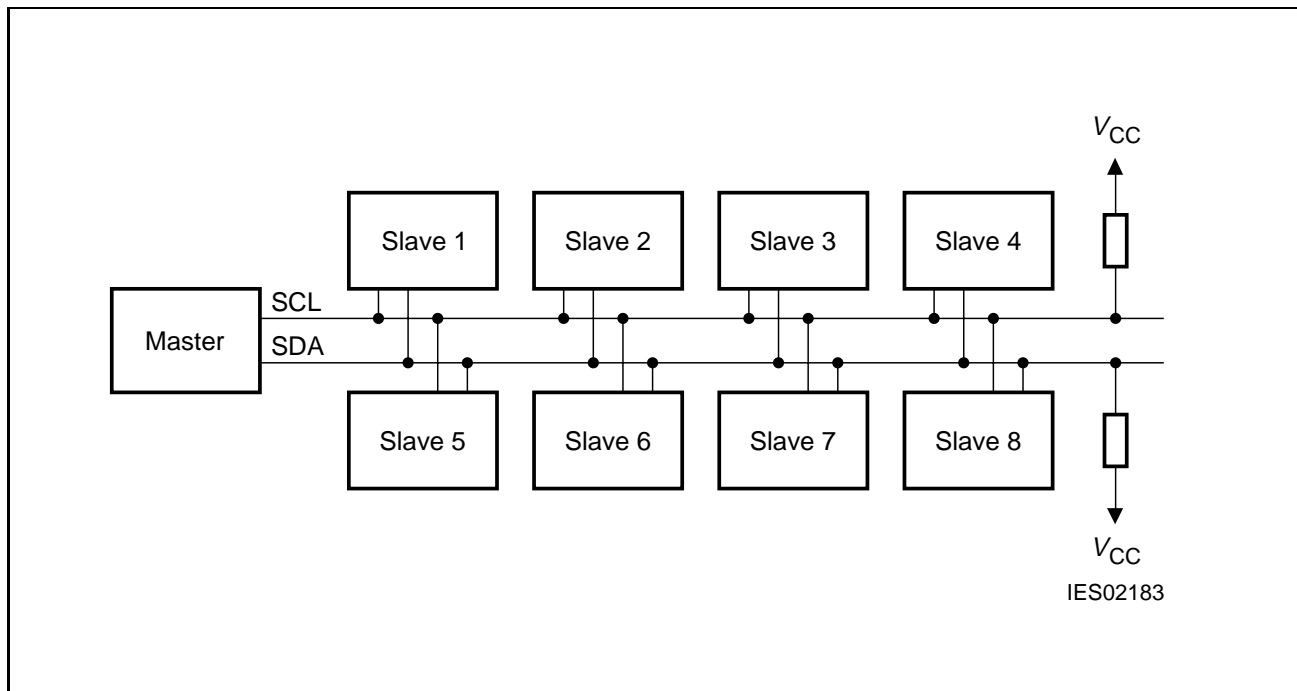 VCC
Slave 1 Slave 2 Slave 3 Slave 4
SCL
Master
SDA
Slave 5 Slave 6 Slave 7 Slave 8
VCC
IES02183